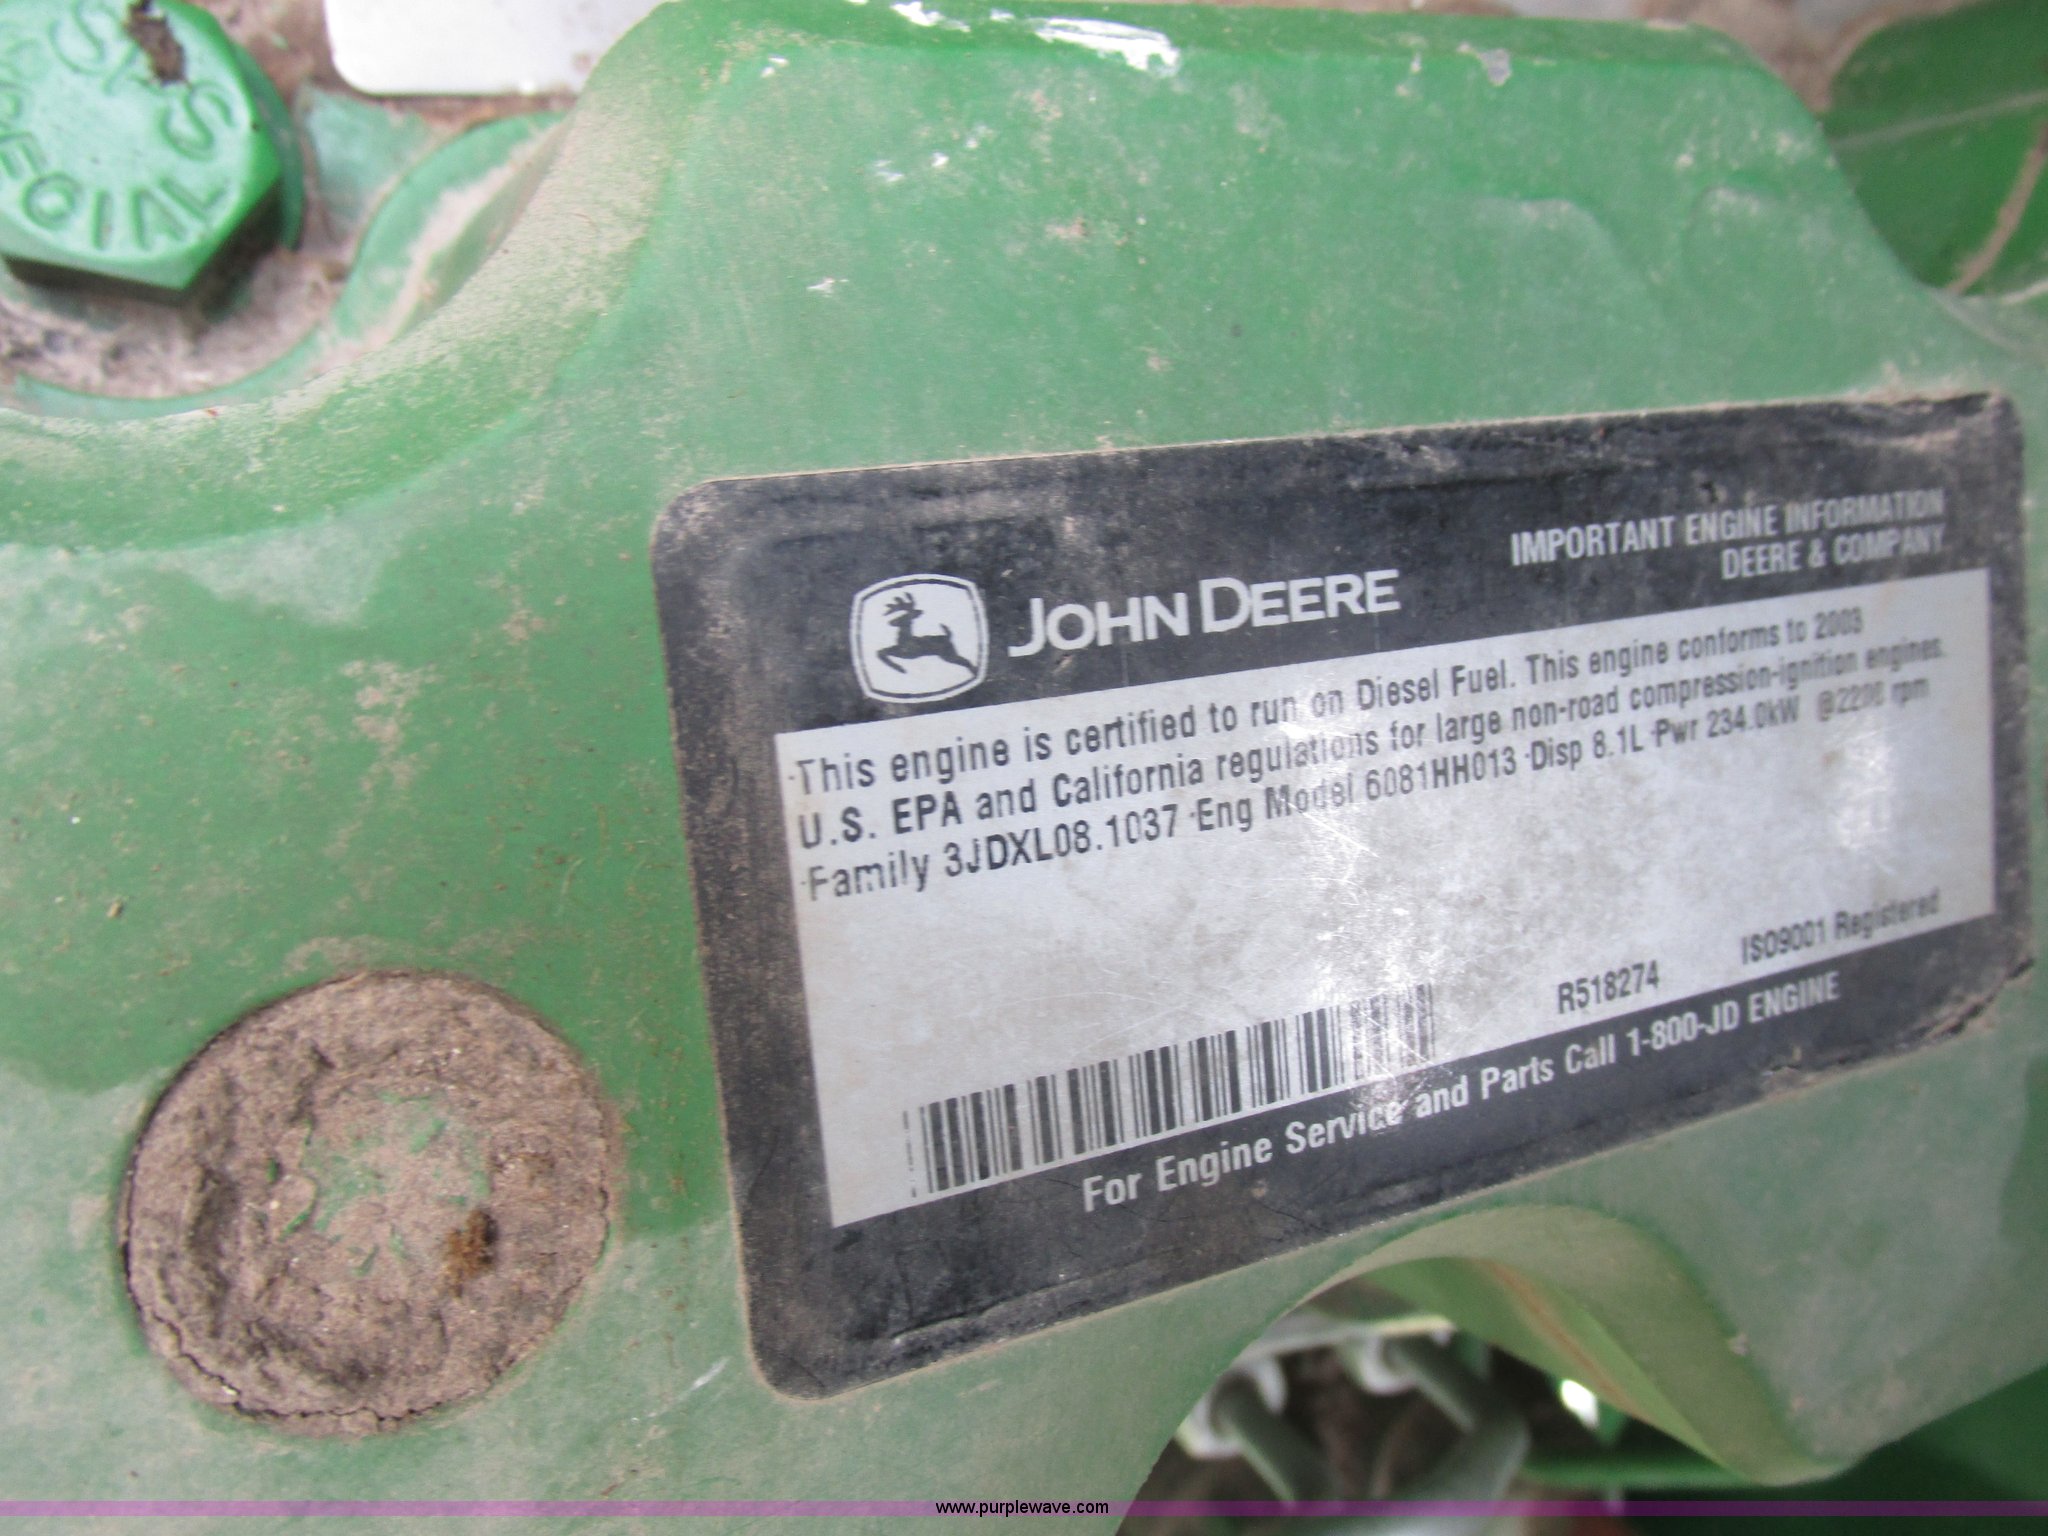 SYS
SPECIAL
JOHN DEERE
IMPORTANT ENGINE INFORMATION
DEERE & COMPANY
·This engine is certified to run on Diesel Fuel. This engine conforms to 2003
U.S. EPA and California regulations for large non-road compression-ignition engines.
·Family 3JDXL08.1037 ·Eng Model 6081HH013 ·Disp 8.1L ·Pwr 234.0kW rpm
R518274
ISO9001 Registered
For Engine Service and Parts Call 1-800-JD ENGINE
www.purplewave.com